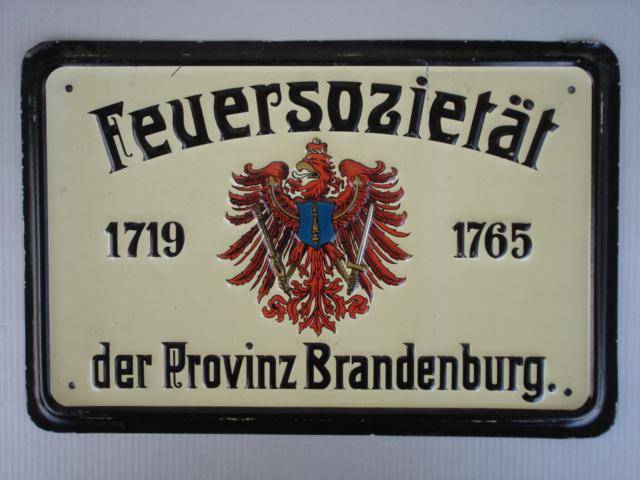 Feuersozietät
1719 1765
der Provinz Brandenburg..